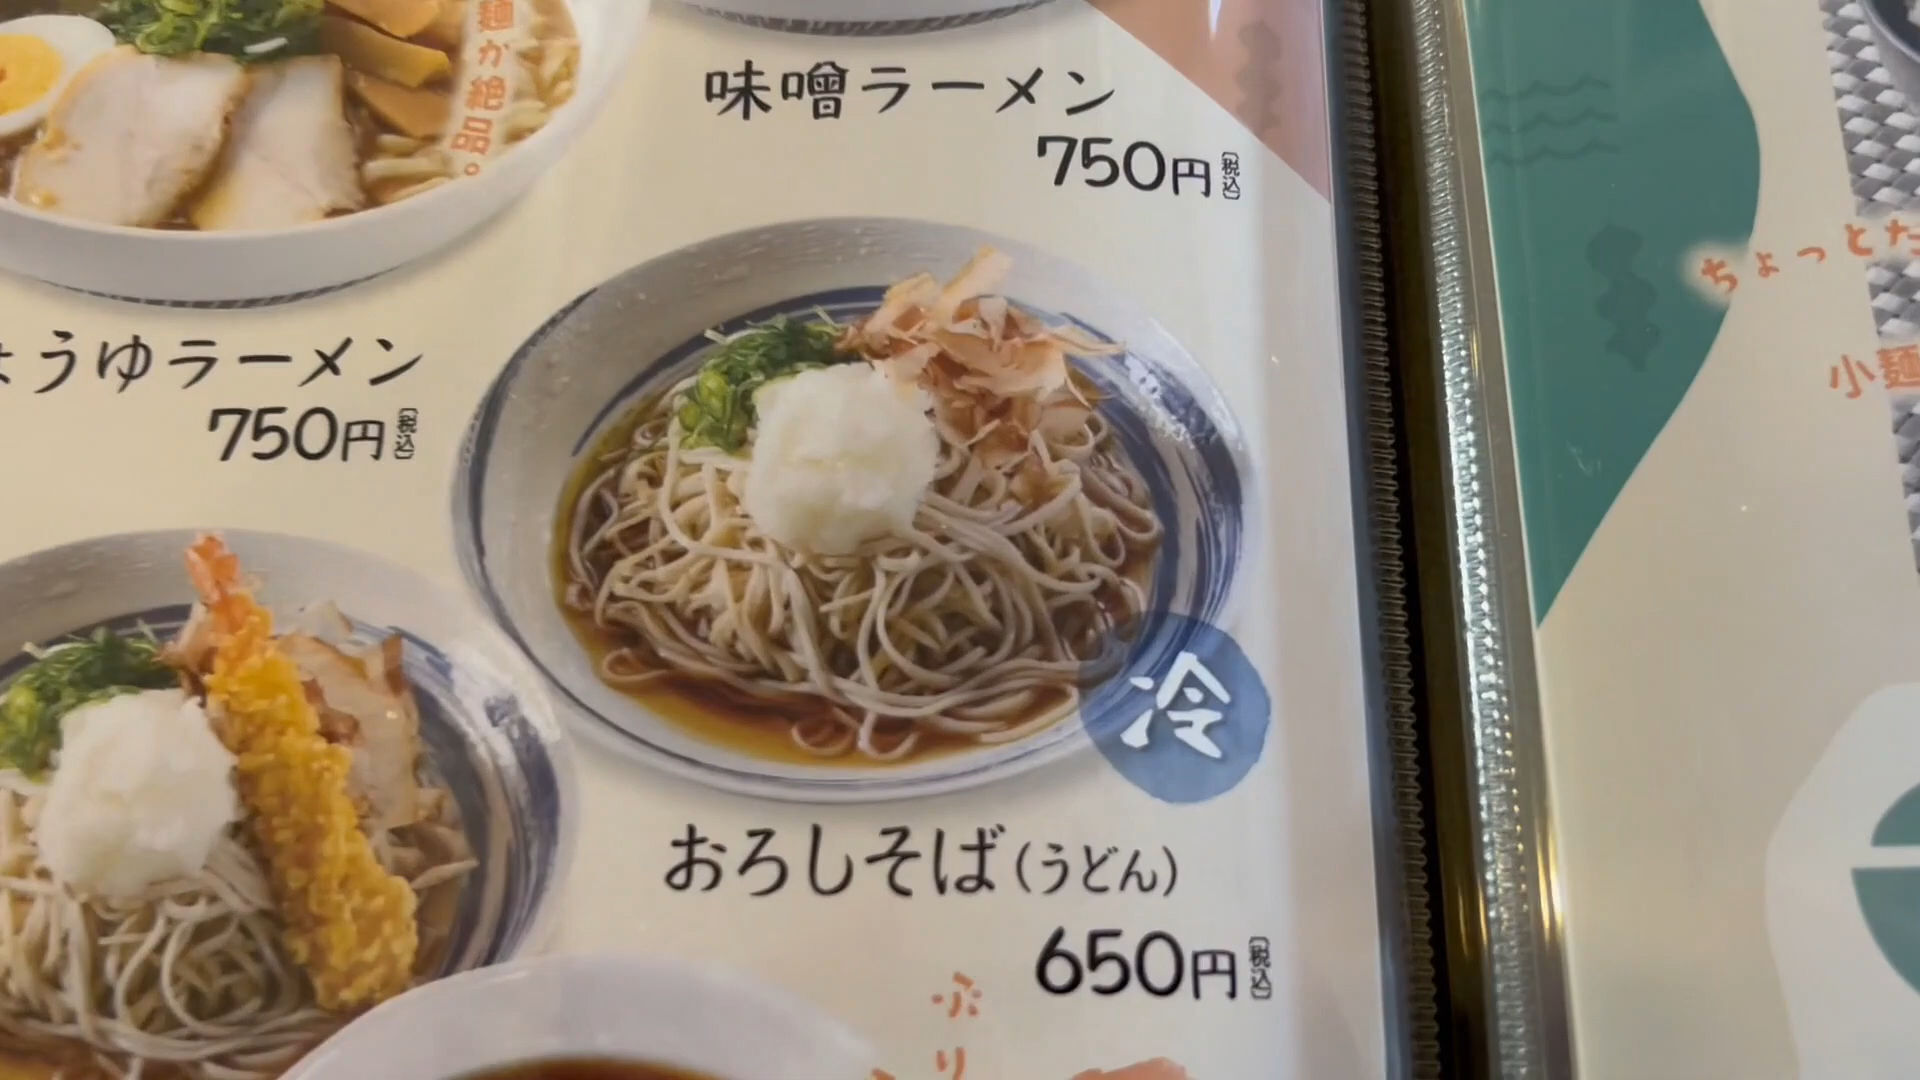 麺が絶品。
味噌ラーメン
750円(税込)
ょうゆラーメン
750円(税込)
冷
おろしそば(うどん)
650円(税込)
ぷり
ちょっとた
小麺